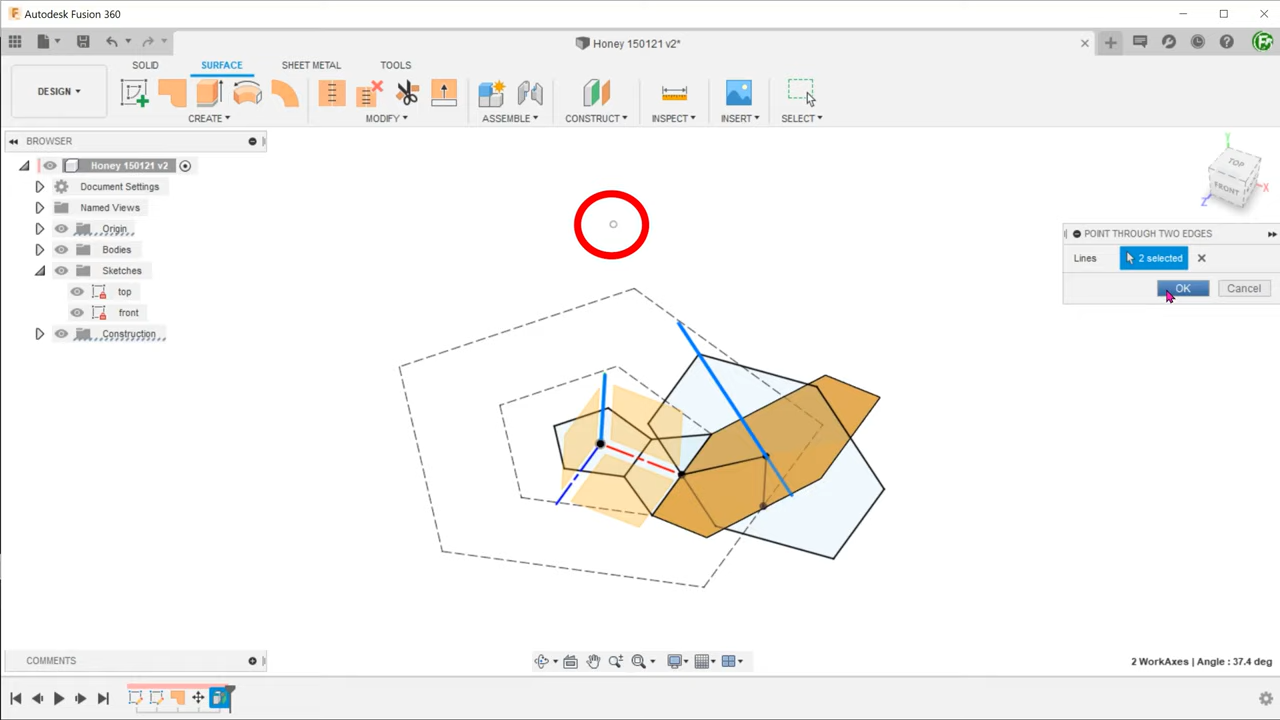 Autodesk Fusion 360
Honey 150121 v2*
SOLID SURFACE SHEET METAL TOOLS
DESIGN
CREATE MODIFY ASSEMBLE CONSTRUCT INSPECT INSERT SELECT
BROWSER
Honey 150121 v2
Document Settings
Named Views
Origin
Bodies
Sketches
top
front
Construction
TOP
FRONT
Y
X
Z
POINT THROUGH TWO EDGES
Lines 2 selected
OK Cancel
COMMENTS
2 WorkAxes | Angle : 37.4 deg